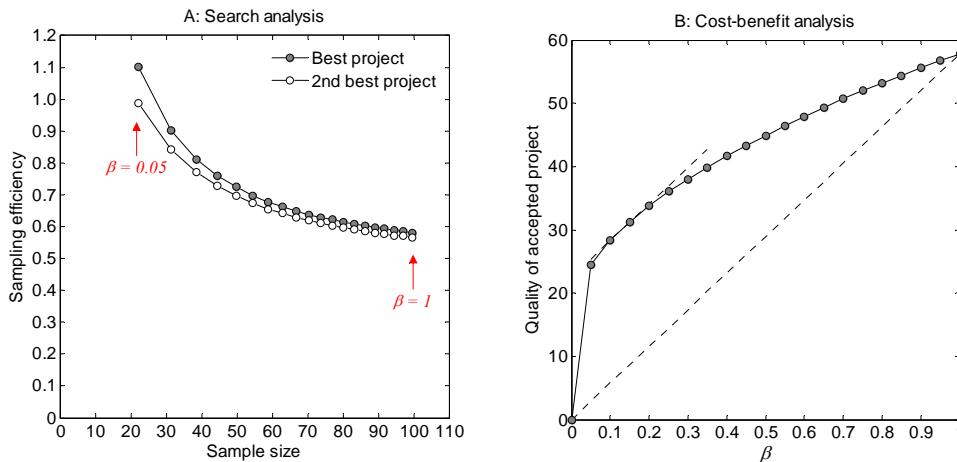 A: Search analysis
1.2
1.1
1.0
0.9
0.8
0.7
0.6
0.5
0.4
0.3
0.2
0.1
0
Sampling efficiency
Best project
2nd best project
β = 0.05
β = 1
0 10 20 30 40 50 60 70 80 90 100 110
Sample size
B: Cost-benefit analysis
60
50
40
30
20
10
0
Quality of accepted project
0 0.1 0.2 0.3 0.4 0.5 0.6 0.7 0.8 0.9
β